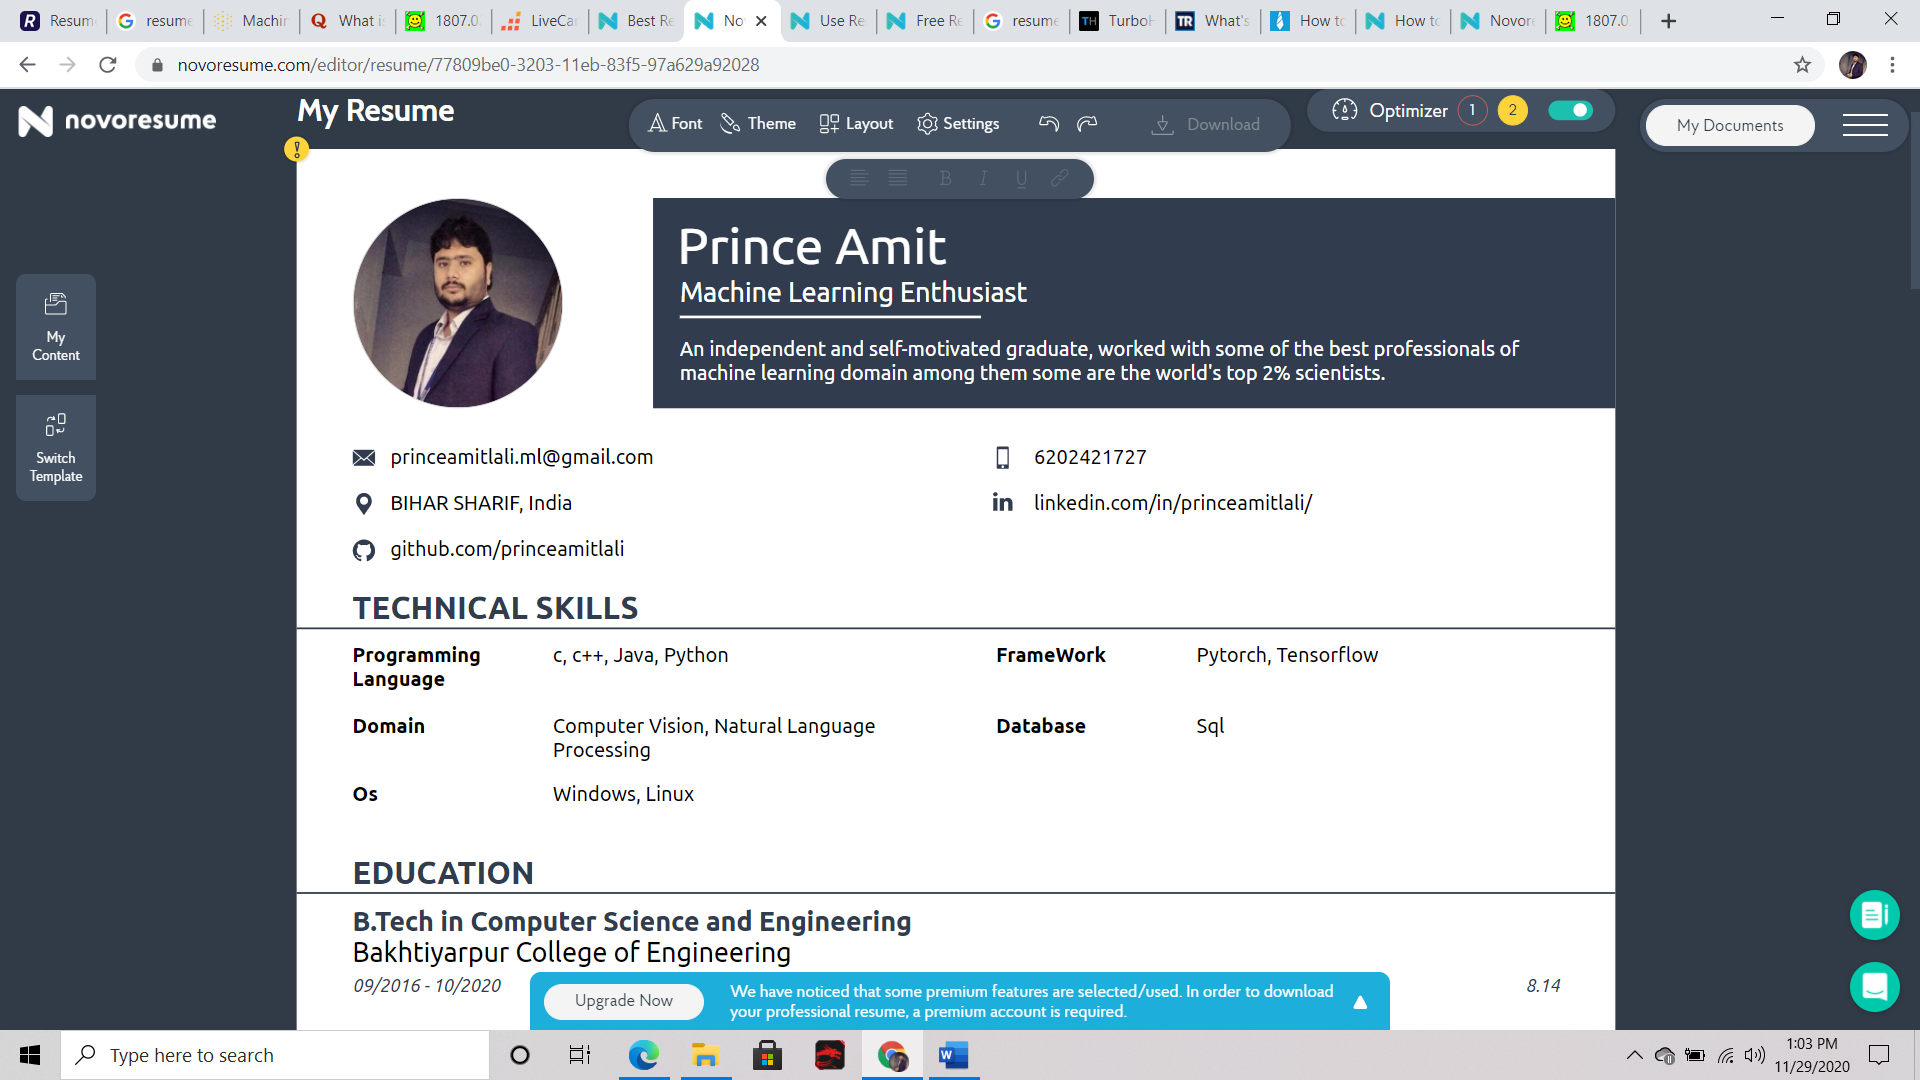 Resum
resume
Machin
What is
1807.0
LiveCar
Best Re
No
Use Re
Free Re
resume
TurboH
What's
How to
How to
Novore
1807.0
novoresume.com/editor/resume/77809be0-3203-11eb-83f5-97a629a92028
novoresume
My Resume
Font
Theme
Layout
Settings
Download
Optimizer
1
2
My Documents
B I U
My
Content
Switch
Template
Prince Amit
Machine Learning Enthusiast
An independent and self-motivated graduate, worked with some of the best professionals of
machine learning domain among them some are the world's top 2% scientists.
princeamitlali.ml@gmail.com
6202421727
BIHAR SHARIF, India
linkedin.com/in/princeamitlali/
github.com/princeamitlali
TECHNICAL SKILLS
Programming
Language
c, c++, Java, Python
FrameWork
Pytorch, Tensorflow
Domain
Computer Vision, Natural Language
Processing
Database
Sql
Os
Windows, Linux
EDUCATION
B.Tech in Computer Science and Engineering
Bakhtiyarpur College of Engineering
09/2016 - 10/2020
8.14
Upgrade Now
We have noticed that some premium features are selected/used. In order to download
your professional resume, a premium account is required.
Type here to search
1:03 PM
11/29/2020